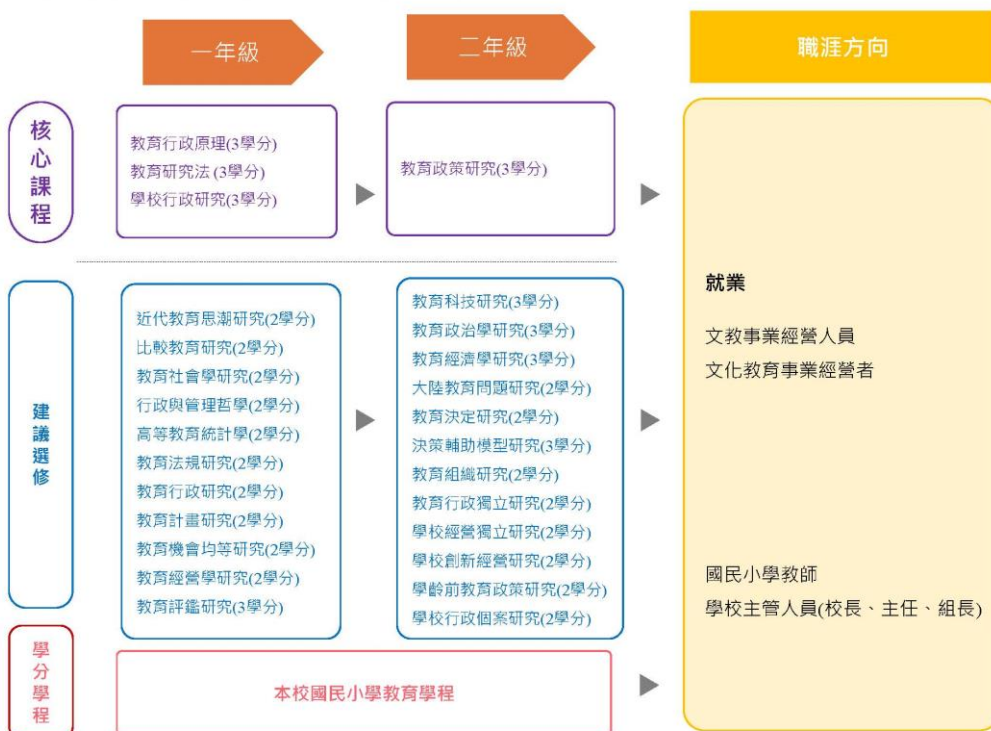 一年級
二年級
職涯方向
核心課程
教育行政原理(3學分)
教育研究法 (3學分)
學校行政研究(3學分)
教育政策研究(3學分)
建議選修
近代教育思潮研究(2學分)
比較教育研究(2學分)
教育社會學研究(2學分)
行政與管理哲學(2學分)
高等教育統計學(2學分)
教育法規研究(2學分)
教育行政研究(2學分)
教育計畫研究(2學分)
教育機會均等研究(2學分)
教育經營學研究(2學分)
教育評鑑研究(3學分)
教育科技研究(3學分)
教育政治學研究(3學分)
教育經濟學研究(3學分)
大陸教育問題研究(2學分)
教育決定研究(2學分)
決策輔助模型研究(3學分)
教育組織研究(2學分)
教育行政獨立研究(2學分)
學校經營獨立研究(2學分)
學校創新經營研究(2學分)
學齡前教育政策研究(2學分)
學校行政個案研究(2學分)
學分學程
本校國民小學教育學程
就業
文教事業經營人員
文化教育事業經營者
國民小學教師
學校主管人員(校長、主任、組長)